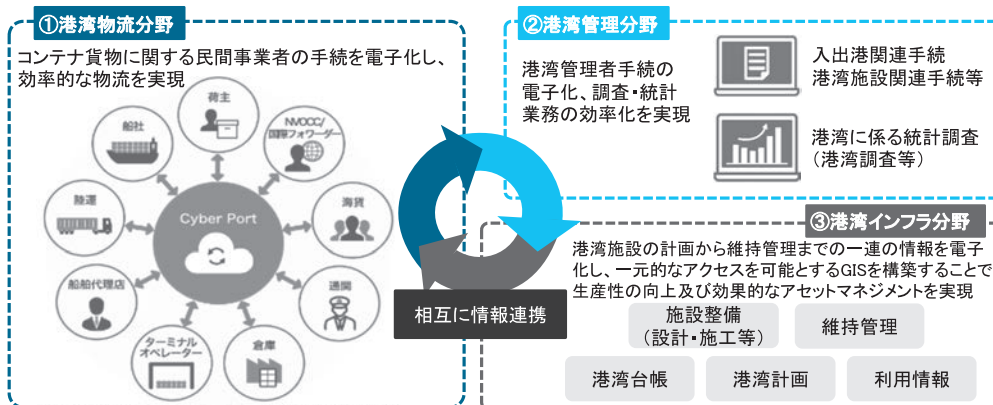 ①港湾物流分野
コンテナ貨物に関する民間事業者の手続を電子化し、
効率的な物流を実現
荷主
船社
NVOCC/
国際フォワーダー
陸運
Cyber Port
海貨
船舶代理店
通関
ターミナル
オペレーター
倉庫
相互に情報連携
②港湾管理分野
港湾管理者手続の
電子化、調査・統計
業務の効率化を実現
入出港関連手続
港湾施設関連手続等
港湾に係る統計調査
(港湾調査等)
③港湾インフラ分野
港湾施設の計画から維持管理までの一連の情報を電子
化し、一元的なアクセスを可能とするGISを構築することで
生産性の向上及び効果的なアセットマネジメントを実現
施設整備
(設計・施工等)
維持管理
港湾台帳
港湾計画
利用情報